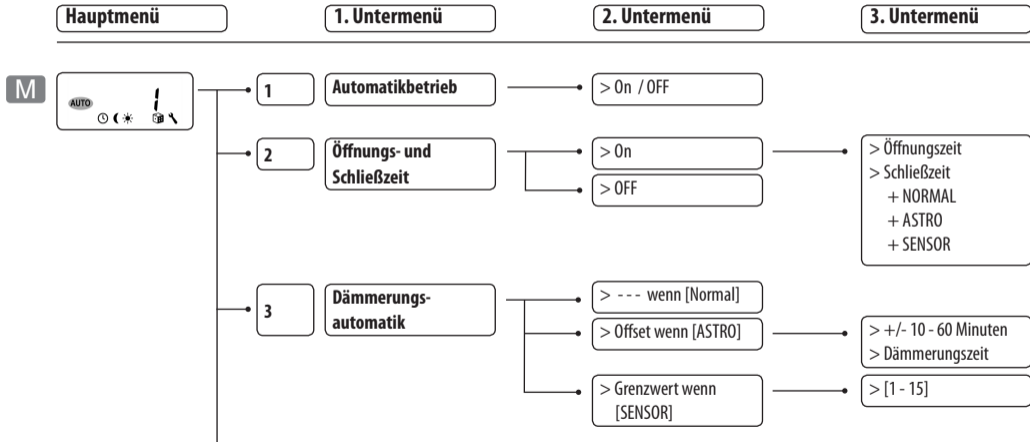 Hauptmenü
1. Untermenü
2. Untermenü
3. Untermenü
M
AUTO
1
1
Automatikbetrieb
> On / OFF
2
Öffnungs- und
Schließzeit
> On
> OFF
> Öffnungszeit
> Schließzeit
+ NORMAL
+ ASTRO
+ SENSOR
3
Dämmerungs-
automatik
> - - - wenn [Normal]
> Offset wenn [ASTRO]
> +/- 10 - 60 Minuten
> Dämmerungszeit
> Grenzwert wenn
[SENSOR]
> [1 - 15]